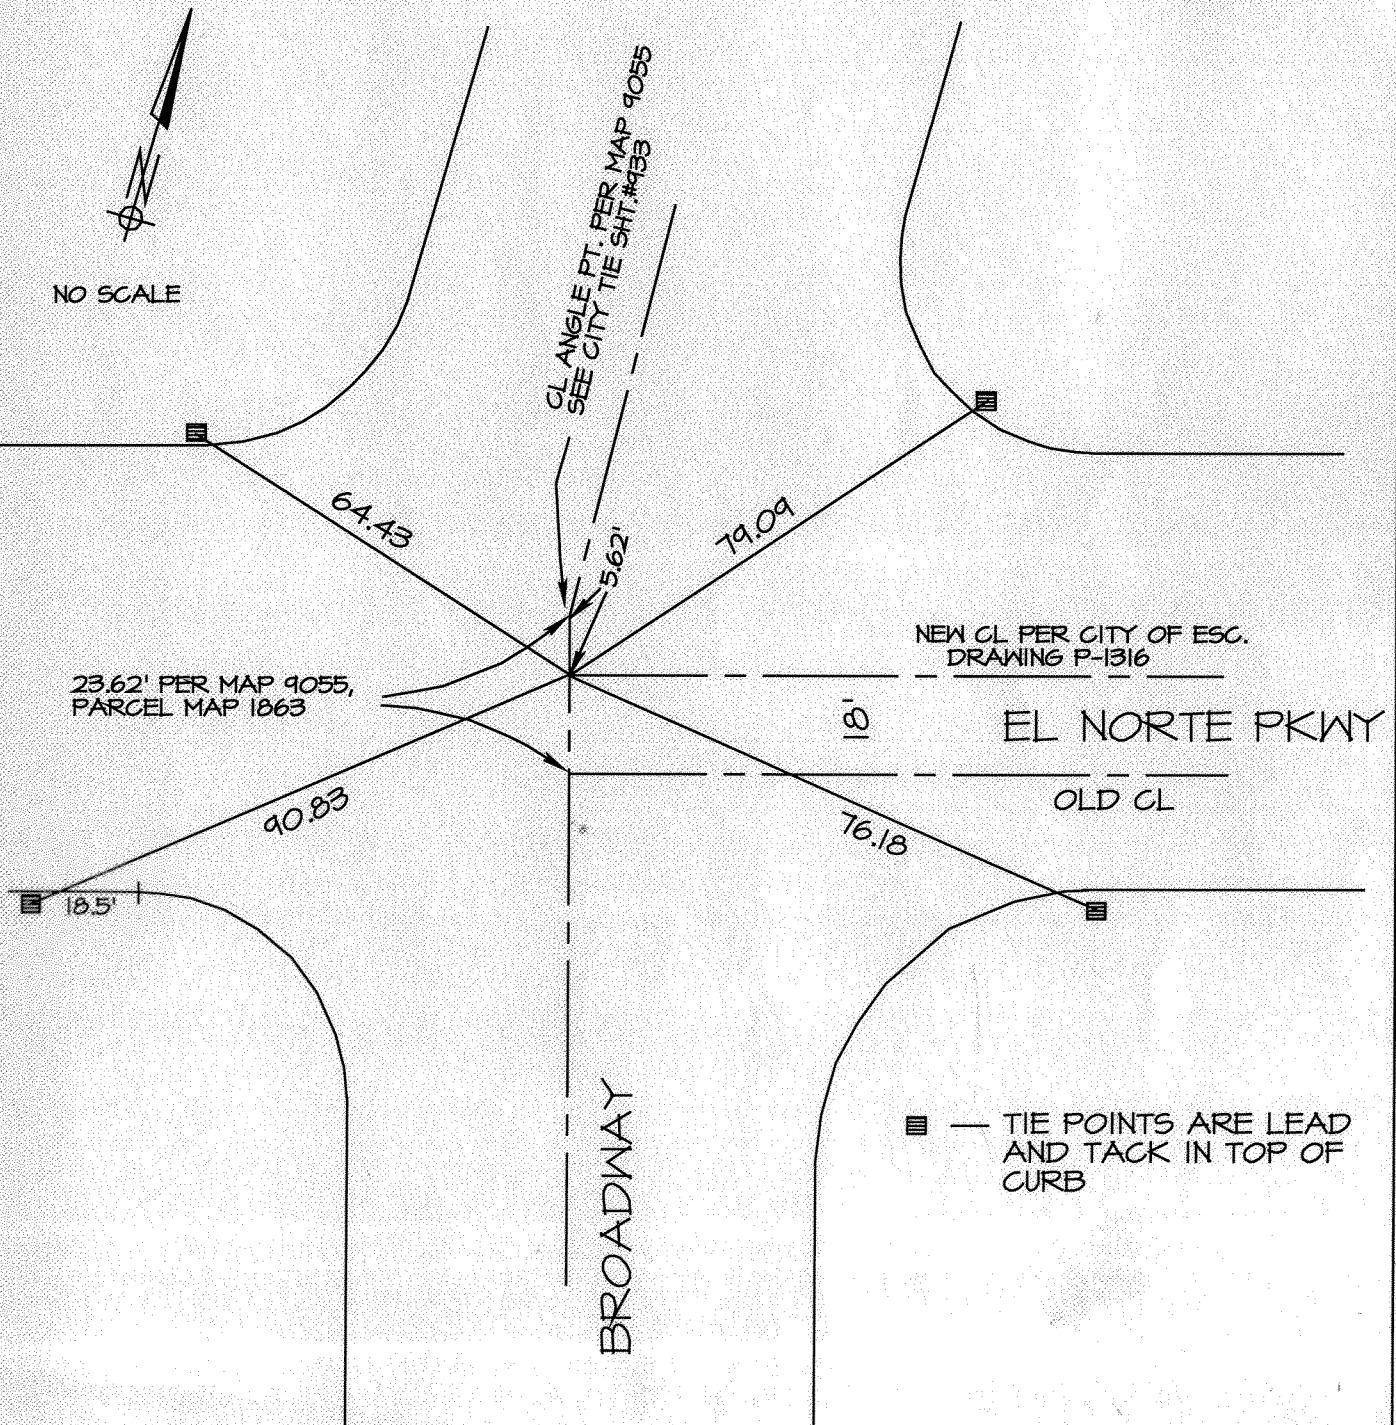 N
NO SCALE
CL ANGLE PT. PER MAP 9055
SEE CITY TIE SHT.#933
64.43
79.09
5.62'
NEW CL PER CITY OF ESC.
DRAWING P-1316
23.62' PER MAP 9055,
PARCEL MAP 1863
18'
EL NORTE PKWY
OLD CL
90.83
76.18
18.5'
BROADWAY
TIE POINTS ARE LEAD
AND TACK IN TOP OF
CURB